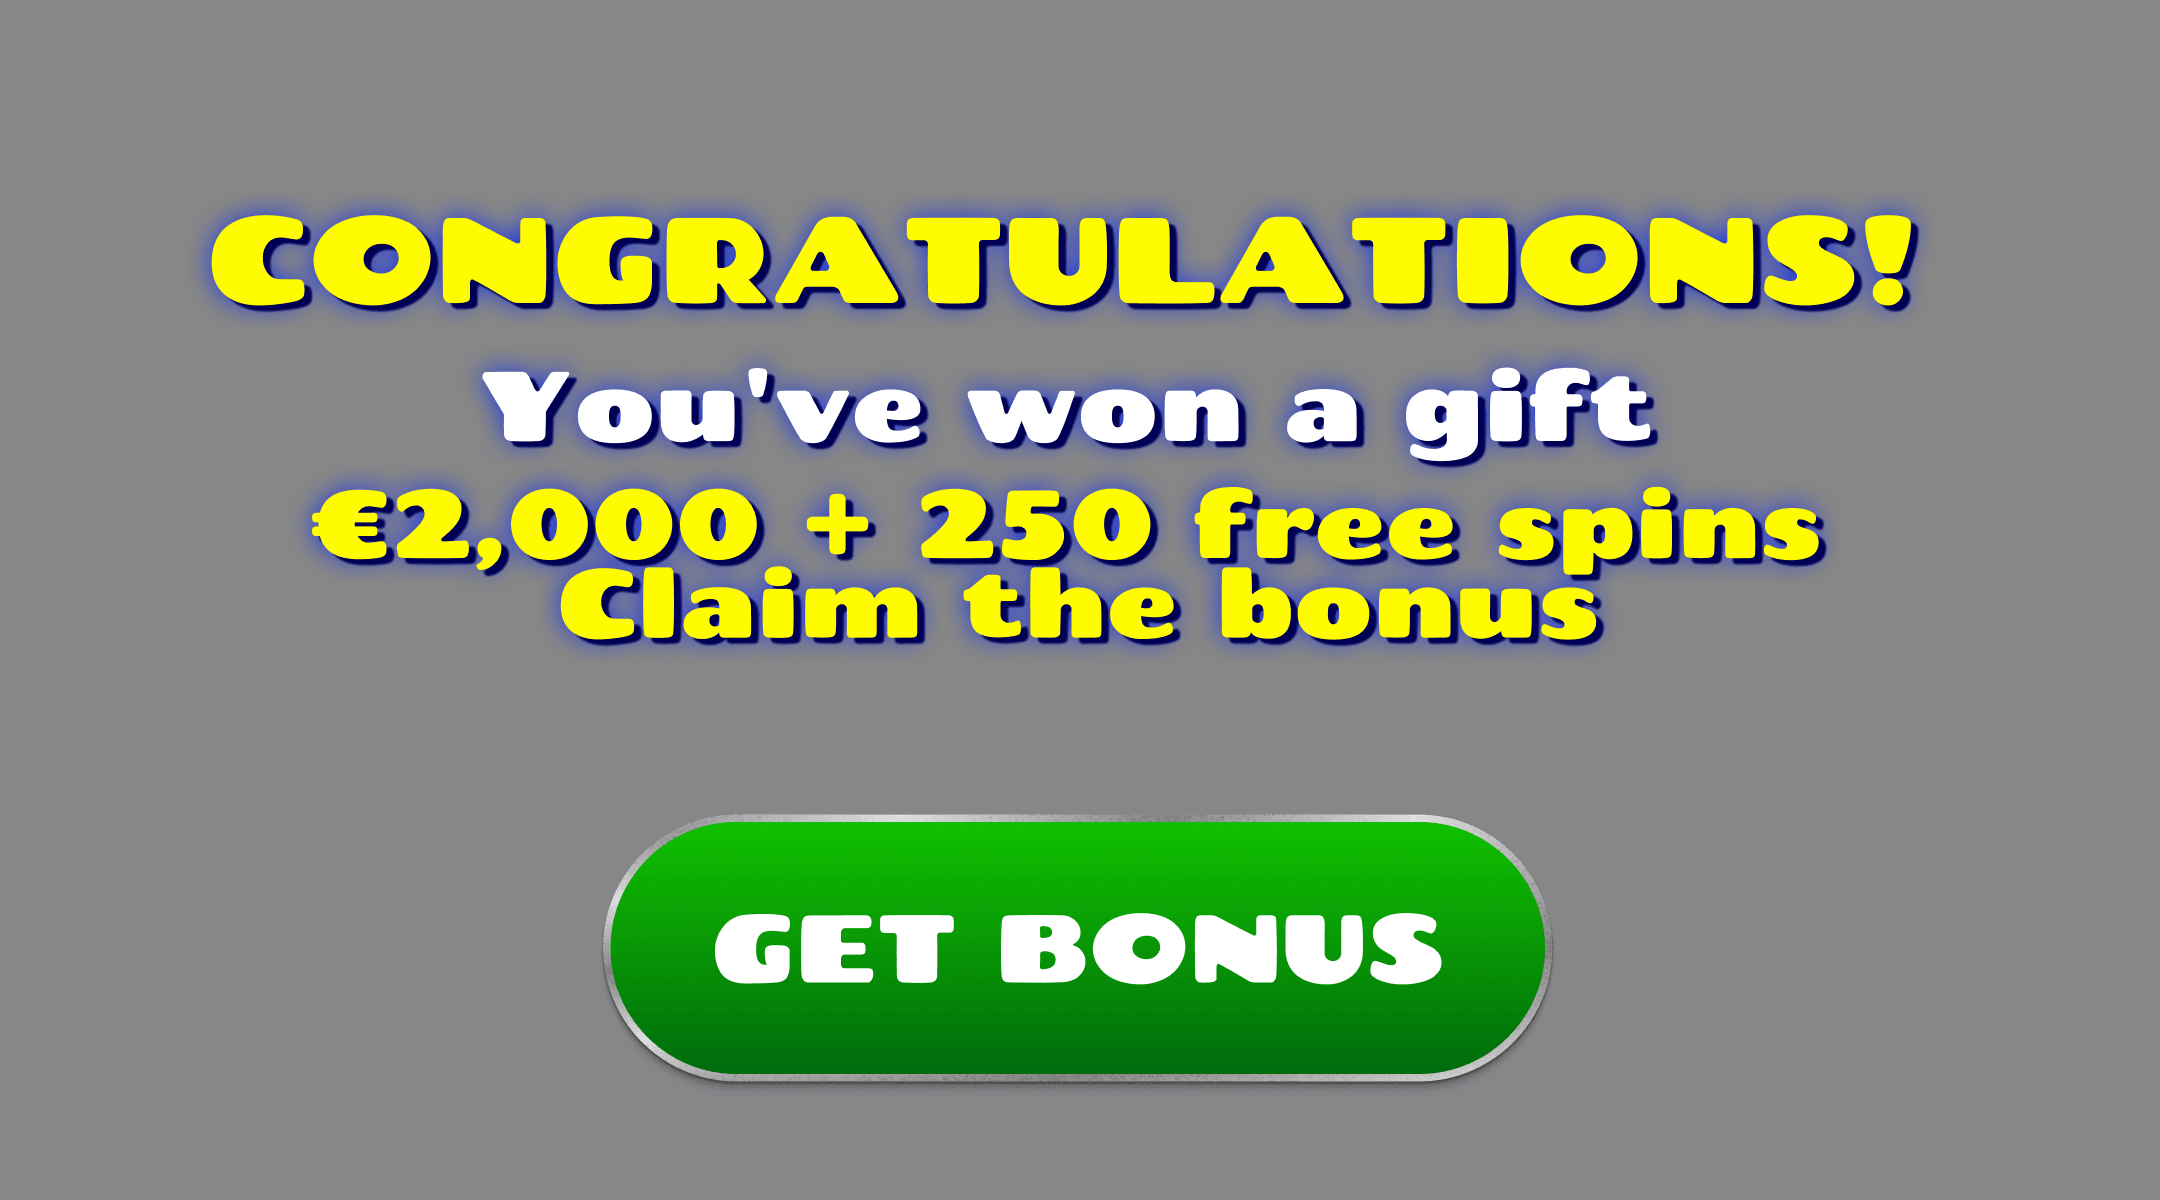 CONGRATULATIONS!
You've won a gift
€2,000 + 250 free spins
Claim the bonus
GET BONUS